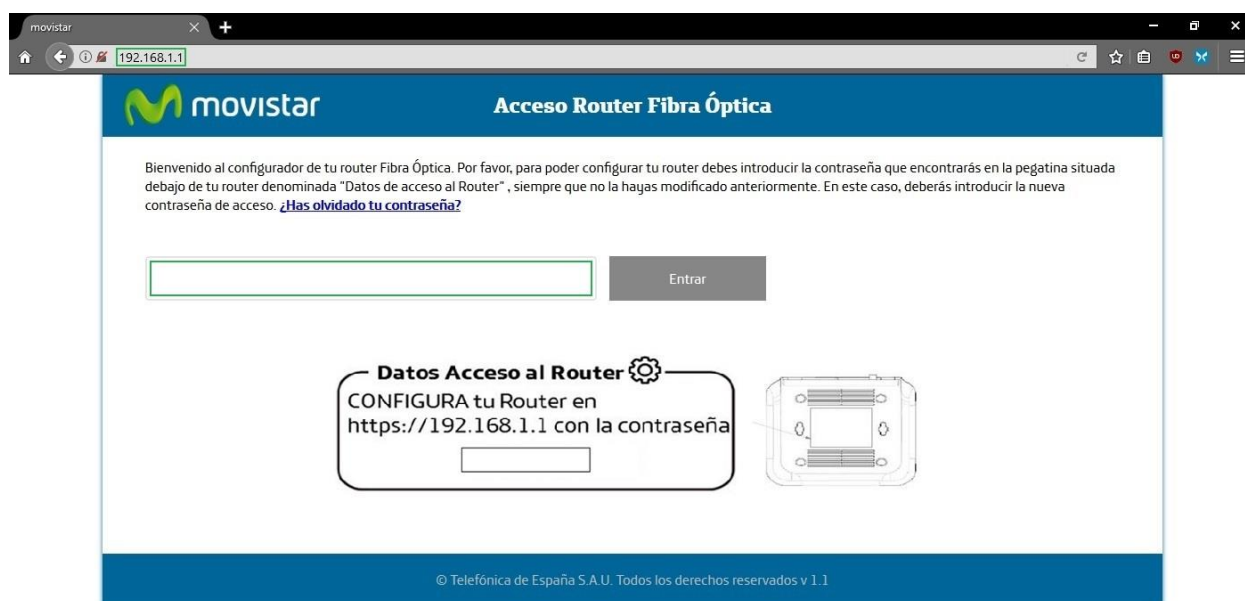 movistar
192.168.1.1
movistar
Acceso Router Fibra Óptica
Bienvenido al configurador de tu router Fibra Óptica. Por favor, para poder configurar tu router debes introducir la contraseña que encontrarás en la pegatina situada
debajo de tu router denominada "Datos de acceso al Router" , siempre que no la hayas modificado anteriormente. En este caso, deberás introducir la nueva
contraseña de acceso. ¿Has olvidado tu contraseña?
Entrar
Datos Acceso al Router
CONFIGURA tu Router en
https://192.168.1.1 con la contraseña
© Telefónica de España S.A.U. Todos los derechos reservados v 1.1